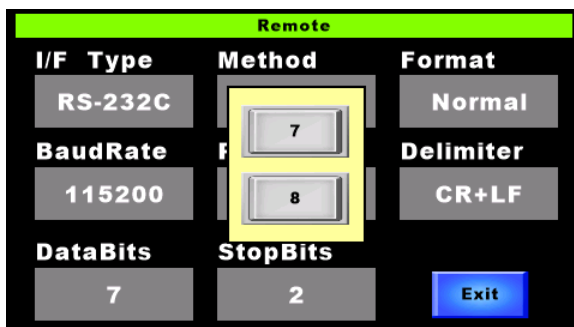 Remote
I/F Type Method Format
RS-232C Normal
7
BaudRate Delimiter
115200 8 CR+LF
DataBits StopBits
7 2 Exit